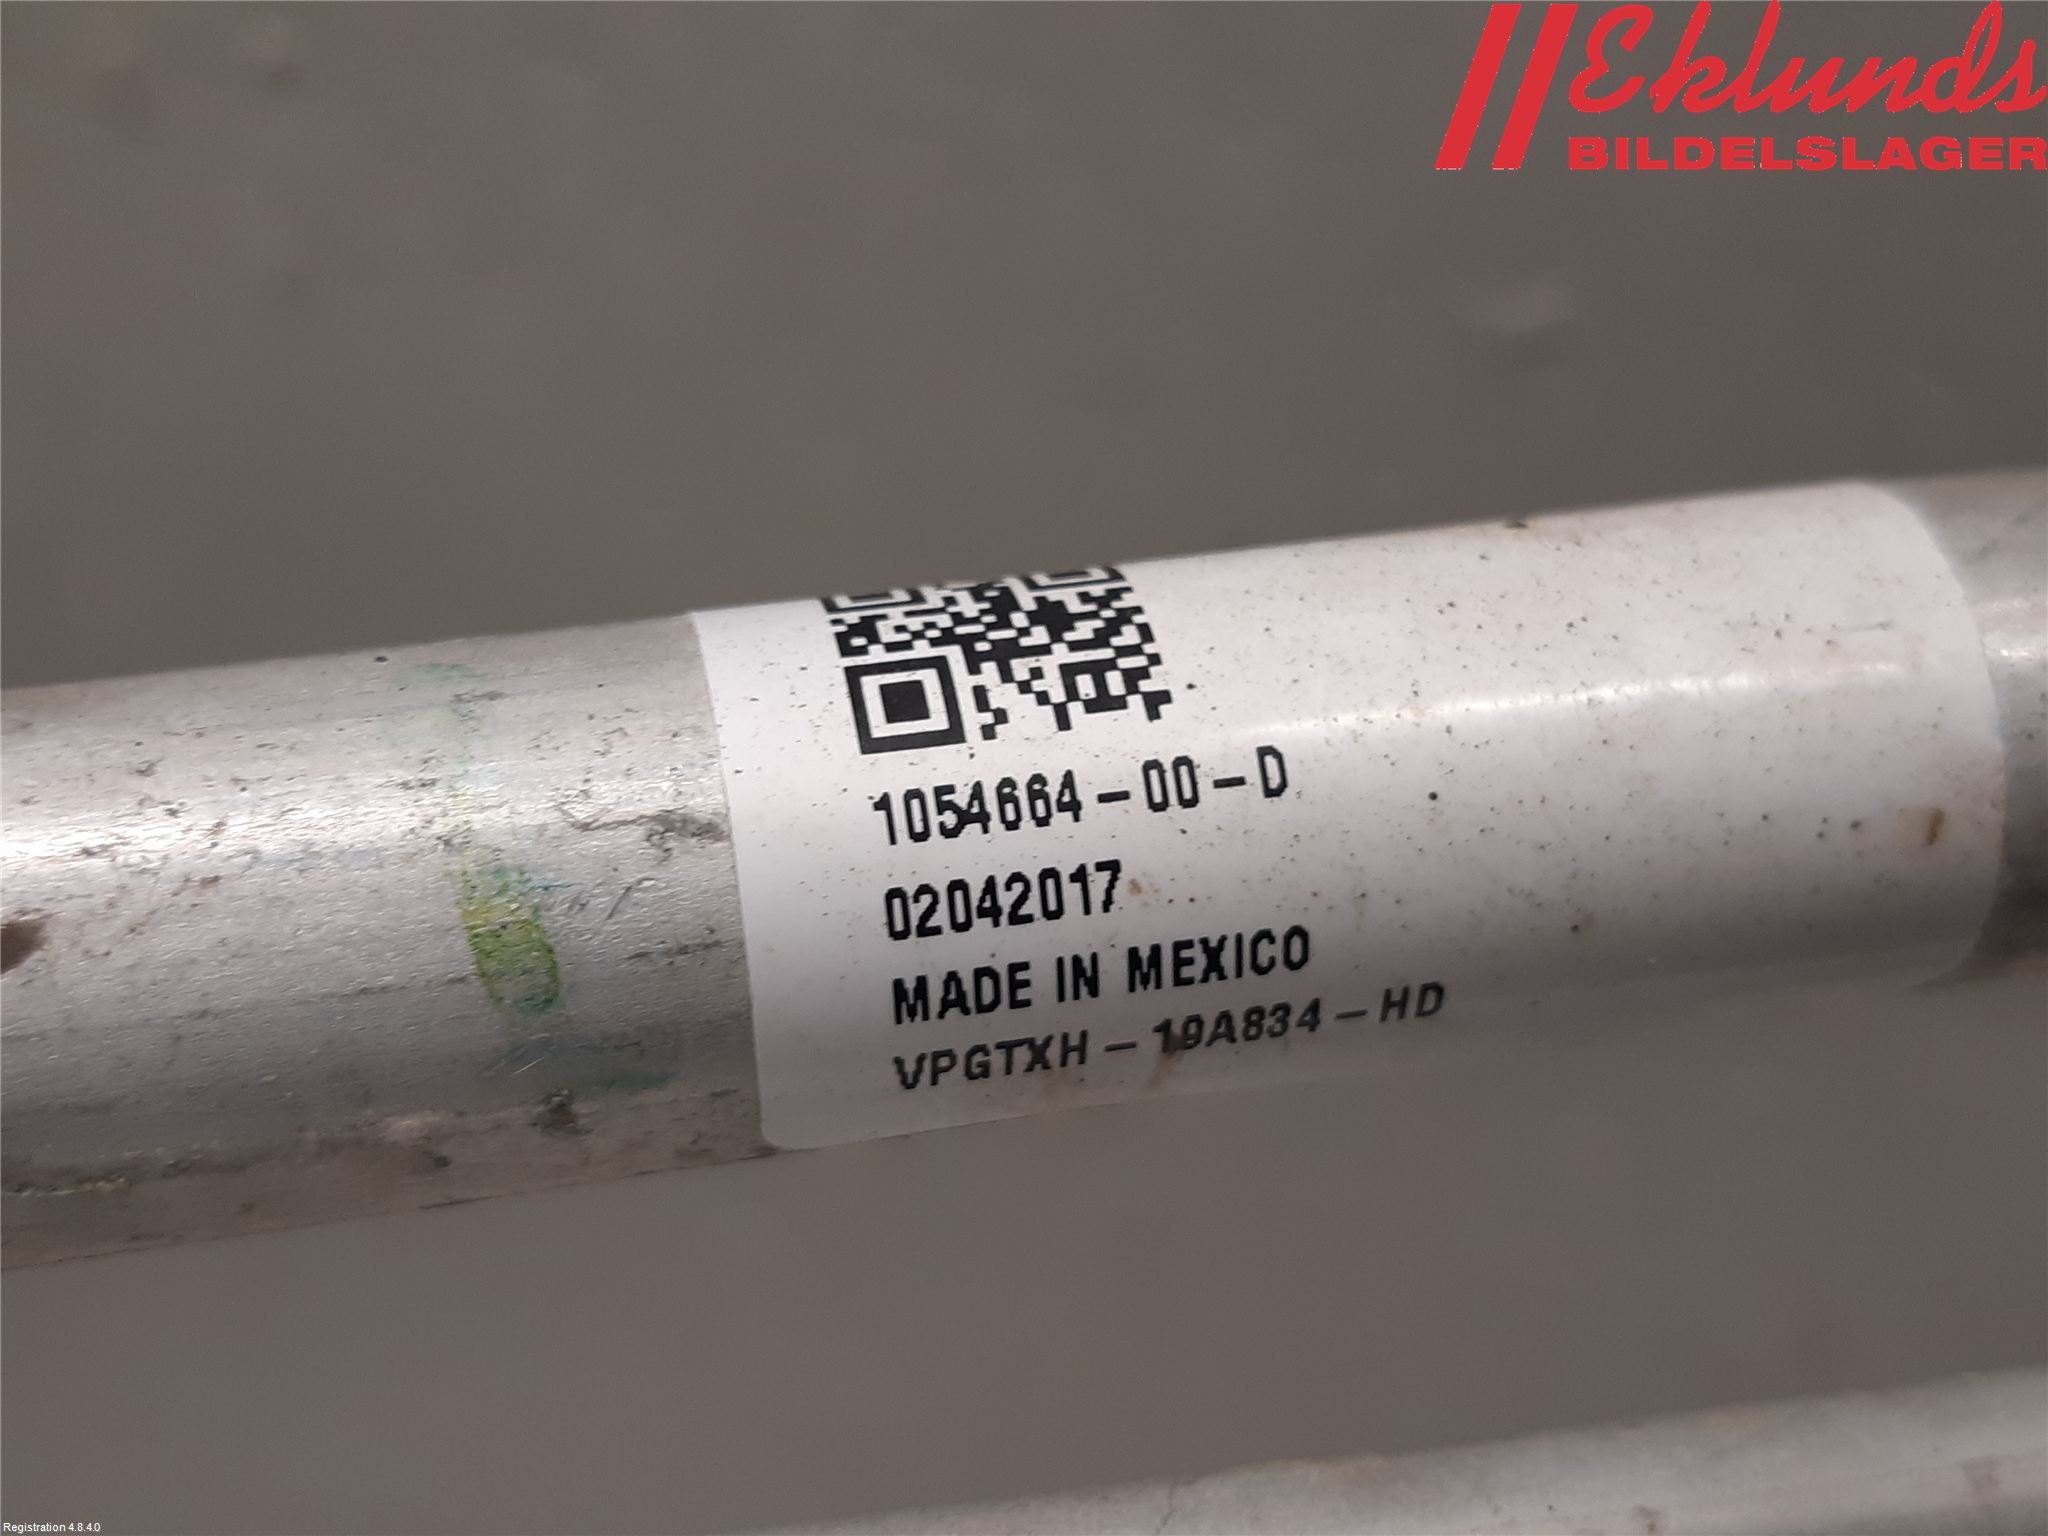 Eklunds
BILDELSLAGER
1054664-00-D
02042017
MADE IN MEXICO
VPGTXH-19A834-HD
Registration 4.8.4.0